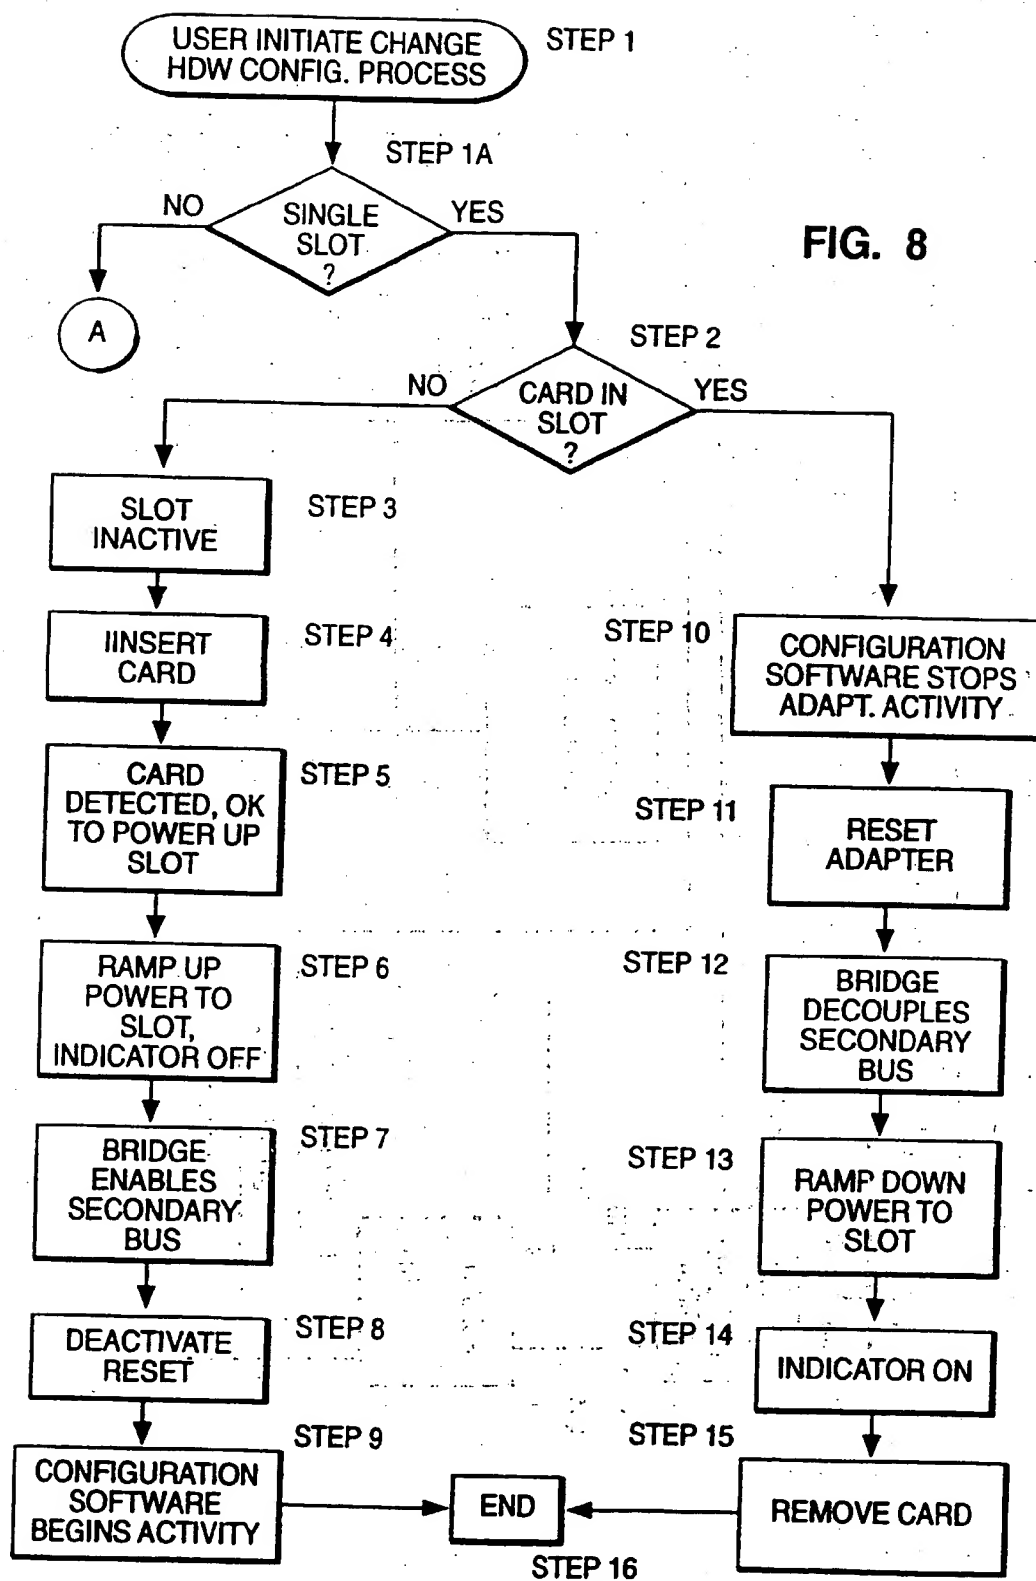 USER INITIATE CHANGE
HDW CONFIG. PROCESS
STEP 1
STEP 1A
NO
SINGLE
SLOT
?
YES
FIG. 8
A
STEP 2
NO
CARD IN
SLOT
?
YES
SLOT
INACTIVE
STEP 3
IINSERT
CARD
STEP 4
CARD
DETECTED, OK
TO POWER UP
SLOT
STEP 5
RAMP UP
POWER TO
SLOT,
INDICATOR OFF
STEP 6
BRIDGE
ENABLES
SECONDARY
BUS
STEP 7
DEACTIVATE
RESET
STEP 8
CONFIGURATION
SOFTWARE
BEGINS ACTIVITY
STEP 9
STEP 10
CONFIGURATION
SOFTWARE STOPS
ADAPT. ACTIVITY
STEP 11
RESET
ADAPTER
STEP 12
BRIDGE
DECOUPLES
SECONDARY
BUS
STEP 13
RAMP DOWN
POWER TO
SLOT
STEP 14
INDICATOR ON
STEP 15
REMOVE CARD
END
STEP 16